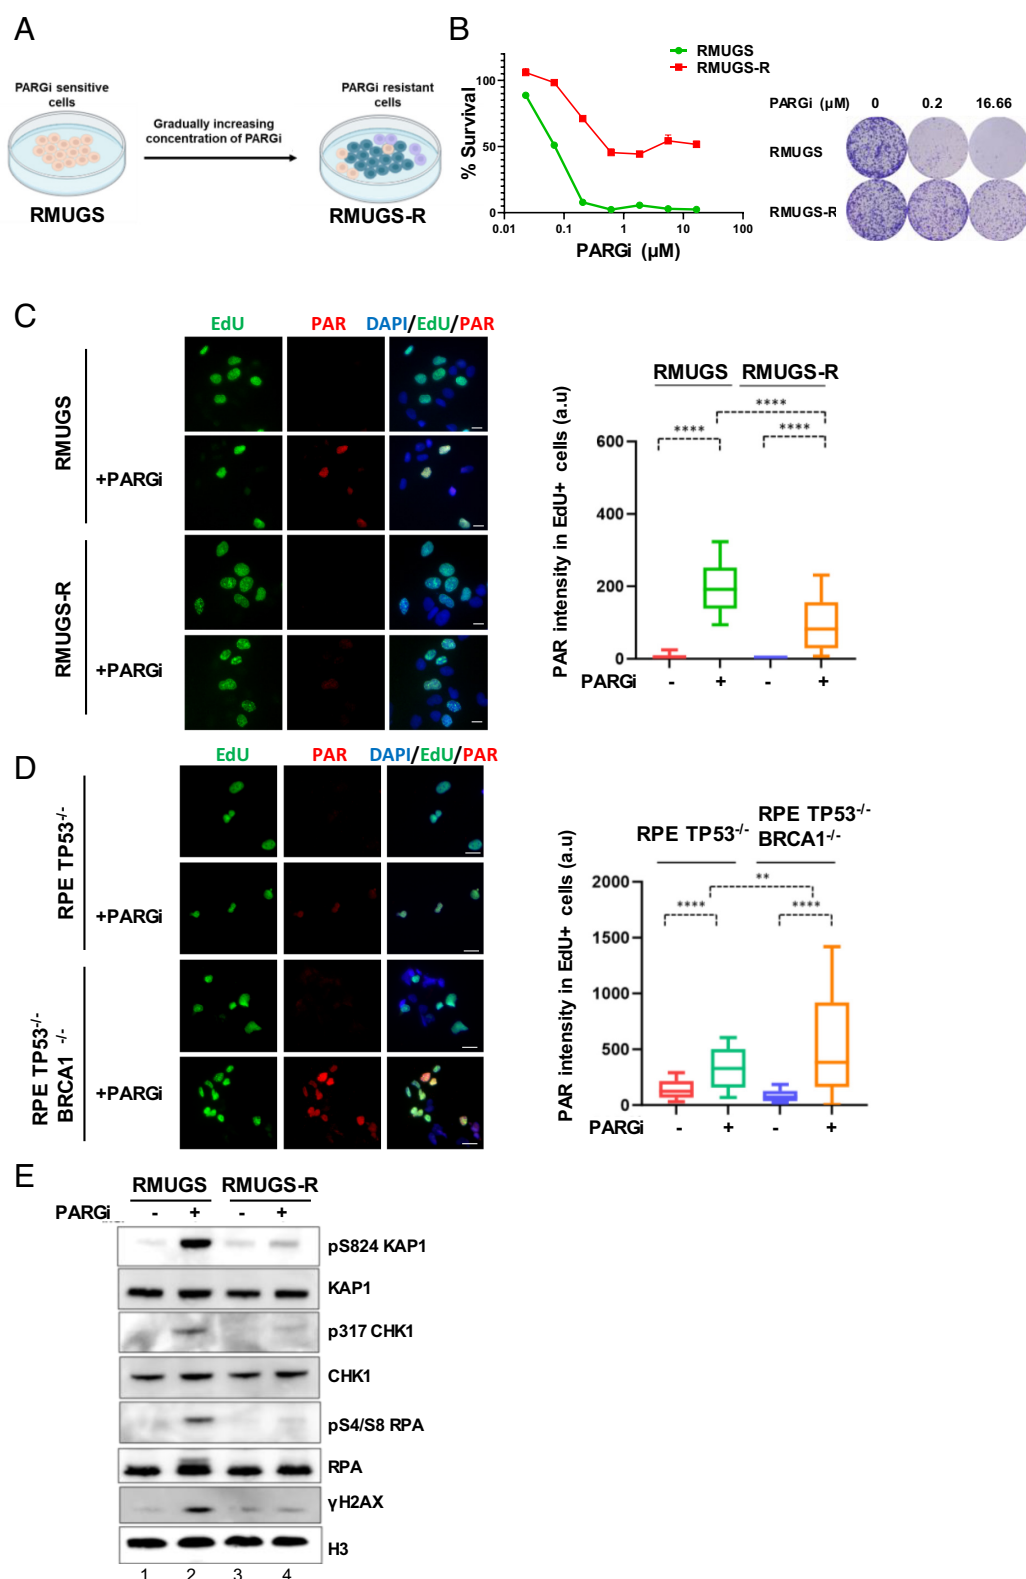 A
PARGi sensitive
cells
Gradually increasing
concentration of PARGi
PARGi resistant
cells
RMUGS
RMUGS-R
B
RMUGS
RMUGS-R
% Survival
100
50
0
0.01
0.1
1
10
100
PARGi (μM)
PARGi (μM)
0
0.2
16.66
RMUGS
RMUGS-R
C
EdU
PAR
DAPI/EdU/PAR
RMUGS
+PARGi
RMUGS-R
+PARGi
RMUGS
RMUGS-R
****
****
****
PAR intensity in EdU+ cells (a.u)
600
400
200
0
PARGi
-
+
-
+
D
EdU
PAR
DAPI/EdU/PAR
RPE TP53-/-
+PARGi
RPE TP53-/-
BRCA1 -/-
+PARGi
RPE TP53-/-
RPE TP53-/-
BRCA1-/-
**
****
****
PAR intensity in EdU+ cells (a.u)
2000
1500
1000
500
0
PARGi
-
+
-
+
E
RMUGS
RMUGS-R
PARGi
-
+
-
+
pS824 KAP1
KAP1
p317 CHK1
CHK1
pS4/S8 RPA
RPA
γH2AX
H3
1
2
3
4